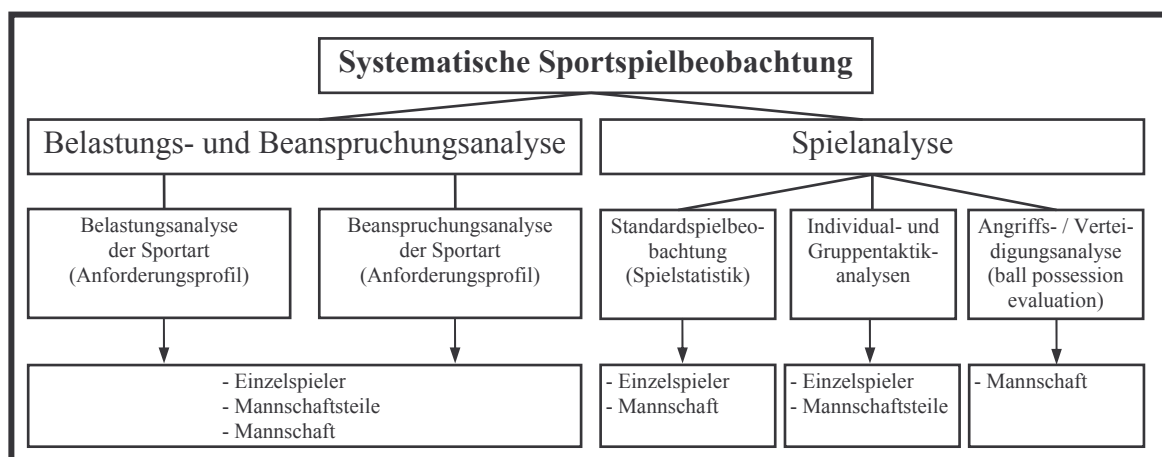 Systematische Sportspielbeobachtung
Belastungs- und Beanspruchungsanalyse
Spielanalyse
Belastungsanalyse
der Sportart
(Anforderungsprofil)
Beanspruchungsanalyse
der Sportart
(Anforderungsprofil)
Standardspielbeo-
bachtung
(Spielstatistik)
Individual- und
Gruppentaktik-
analysen
Angriffs- / Vertei-
digungsanalyse
(ball possession
evaluation)
- Einzelspieler
- Mannschaftsteile
- Mannschaft
- Einzelspieler
- Mannschaft
- Einzelspieler
- Mannschaftsteile
- Mannschaft